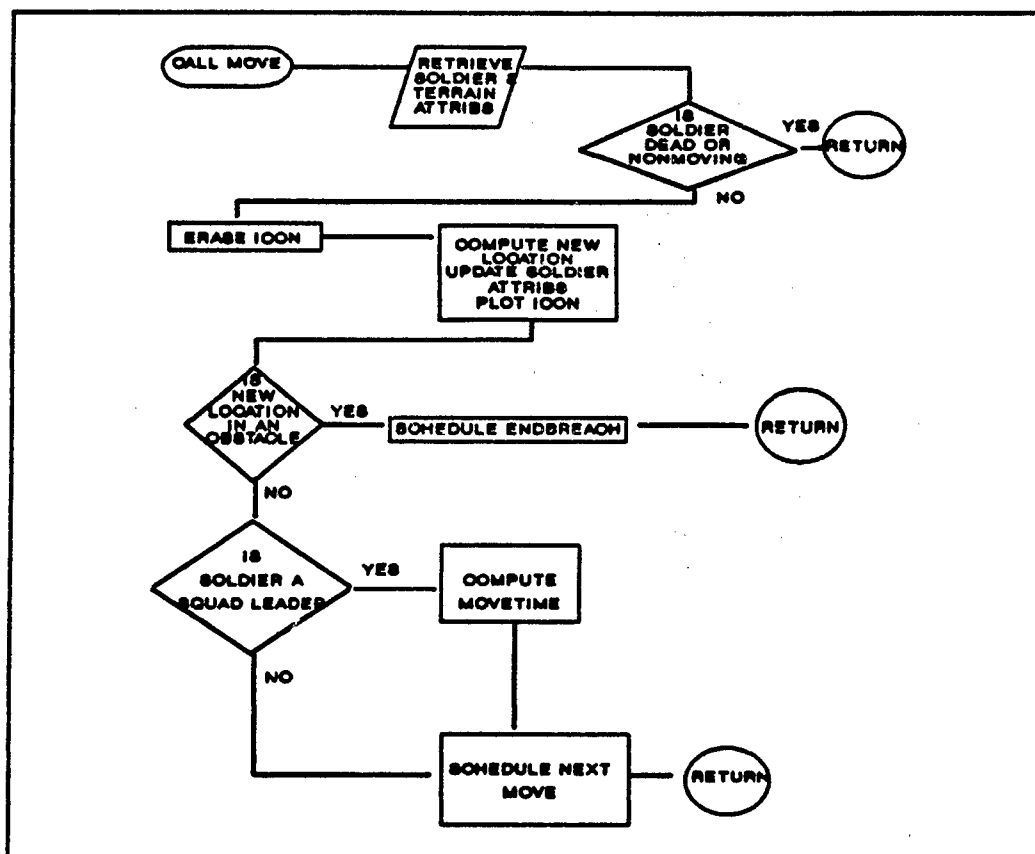 CALL MOVE
RETRIEVE
SOLDIER &
TERRAIN
ATTRIBS
IS
SOLDIER
DEAD OR
NONMOVING
YES
RETURN
NO
ERASE ICON
COMPUTE NEW
LOCATION
UPDATE SOLDIER
ATTRIBS
PLOT ICON
IS
NEW
LOCATION
IN AN
OBSTACLE
YES
SCHEDULE ENDBREACH
RETURN
NO
IS
SOLDIER A
SQUAD LEADER
YES
COMPUTE
MOVETIME
NO
SCHEDULE NEXT
MOVE
RETURN